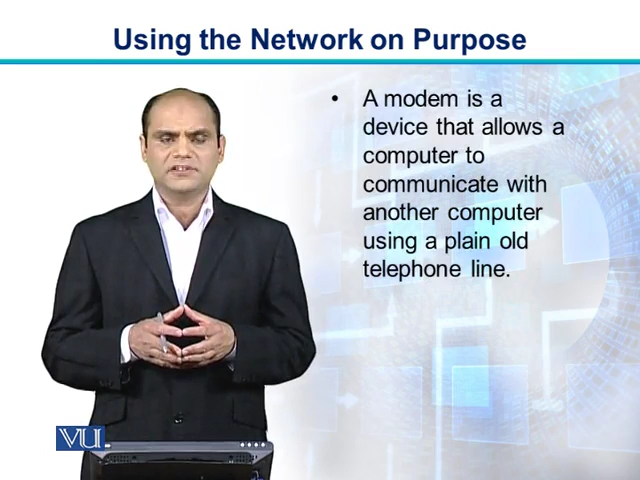 Using the Network on Purpose
• A modem is a
device that allows a
computer to
communicate with
another computer
using a plain old
telephone line.
VU